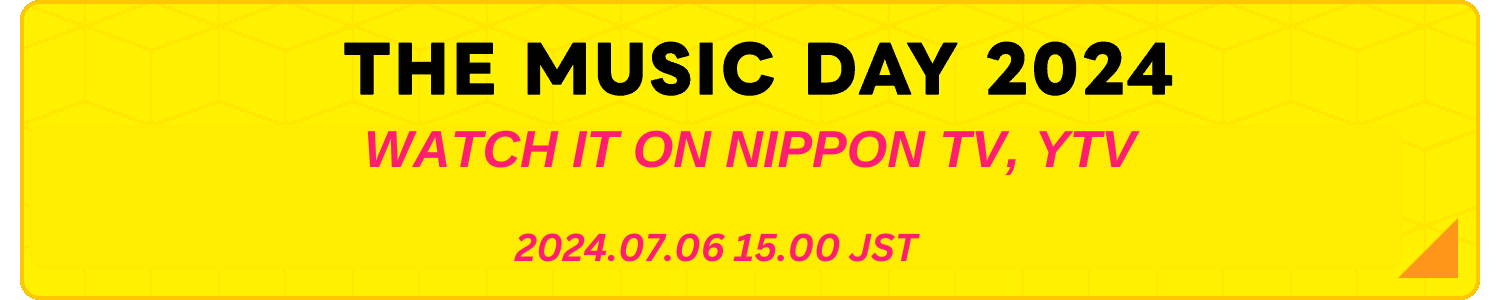 THE MUSIC DAY 2024
WATCH IT ON NIPPON TV, YTV
2024.07.06 15.00 JST